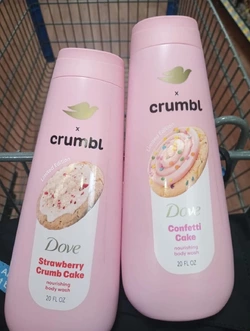 x
crumbl
Dove
Strawberry
Crumb Cake
nourishing
body wash
20 FL OZ
x
crumbl
Dove
Confetti
Cake
nourishing
body wash
20 FL OZ